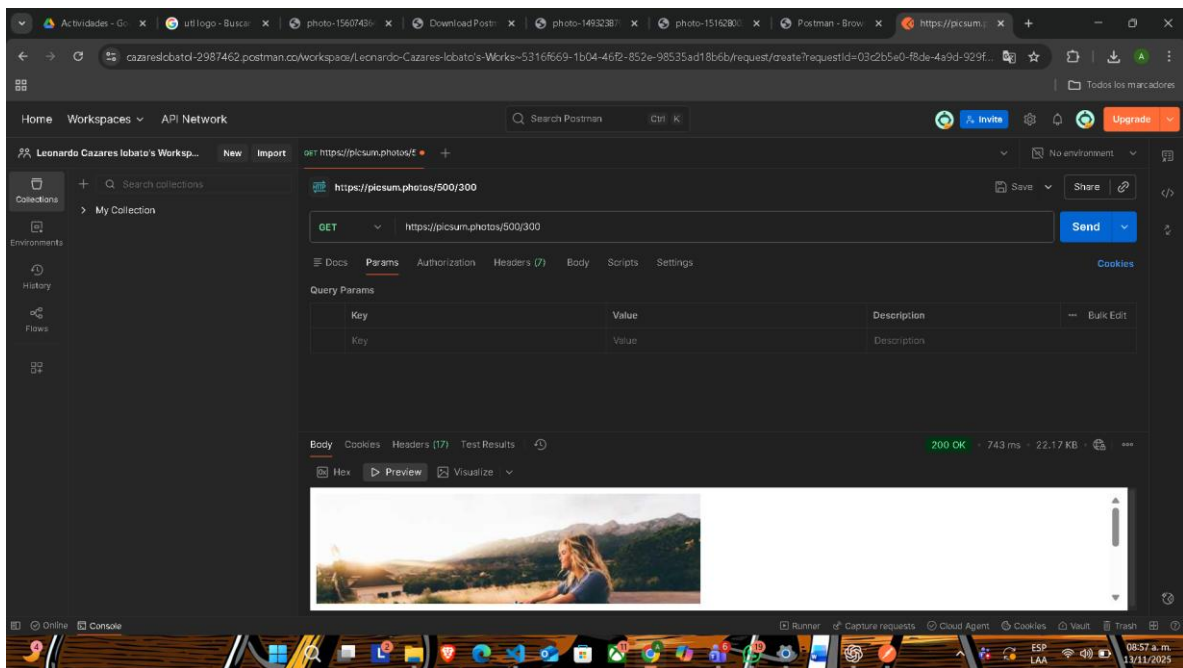 Actividades - Go
utl logo - Buscar
photo-1560743
Download Postm
photo-14932387
photo-15162800
Postman - Brow
https://picsum.p
cazareslobatol-2987462.postman.co/workspace/Leonardo-Cazares-lobato's-Works~5316f669-1b04-46f2-852e-98535ad18b6b/request/create?requestId=03c2b5e0-f8de-4a9d-929f...
A
Todos los marcadores
Home Workspaces API Network
Search Postman Ctrl K
Invite
Upgrade
Leonardo Cazares lobato's Worksp... New Import
GET https://picsum.photos/5
No environment
Collections
Search collections
My Collection
Environments
History
Flows
HTTP https://picsum.photos/500/300
Save Share
GET https://picsum.photos/500/300 Send
Docs Params Authorization Headers (7) Body Scripts Settings Cookies
Query Params
Key Value Description Bulk Edit
Key Value Description
Body Cookies Headers (17) Test Results
200 OK 743 ms 22.17 KB
Hex Preview Visualize
Online Console
Runner Capture requests Cloud Agent Cookies Vault Trash
ESP
LAA
08:57 a. m.
13/11/2025